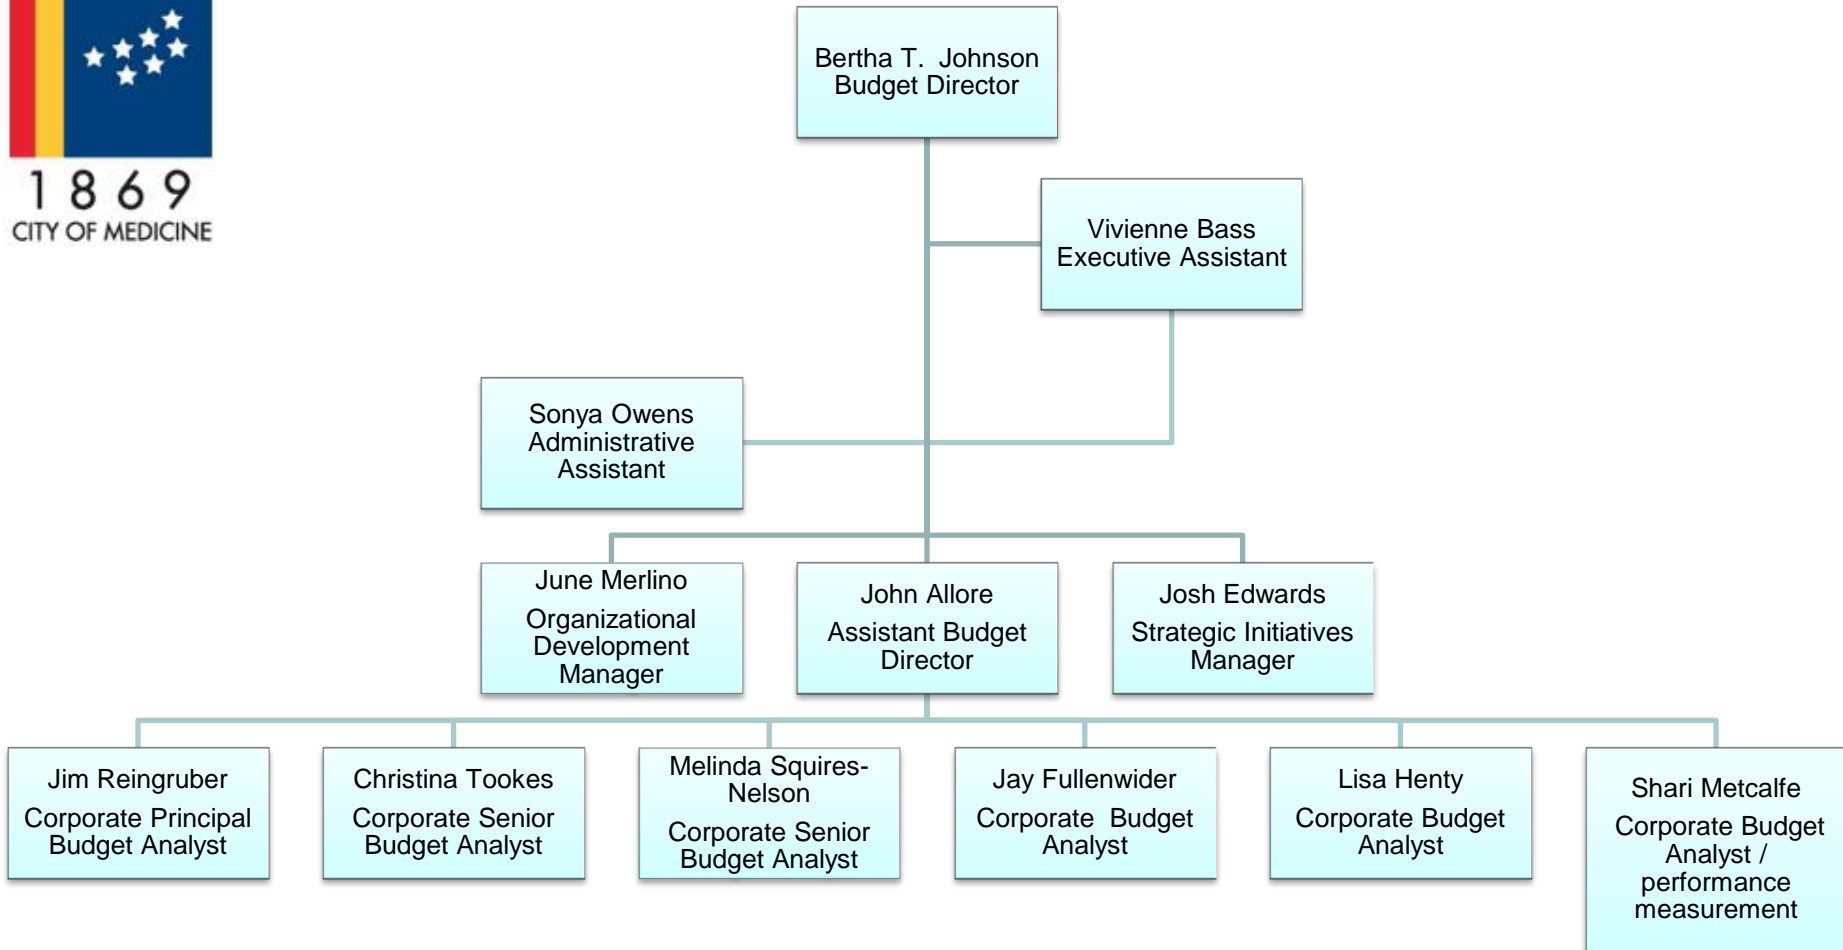 1869
CITY OF MEDICINE
Bertha T. Johnson
Budget Director
Vivienne Bass
Executive Assistant
Sonya Owens
Administrative
Assistant
June Merlino
Organizational
Development
Manager
John Allore
Assistant Budget
Director
Josh Edwards
Strategic Initiatives
Manager
Jim Reingruber
Corporate Principal
Budget Analyst
Christina Tookes
Corporate Senior
Budget Analyst
Melinda Squires-
Nelson
Corporate Senior
Budget Analyst
Jay Fullenwider
Corporate Budget
Analyst
Lisa Henty
Corporate Budget
Analyst
Shari Metcalfe
Corporate Budget
Analyst /
performance
measurement